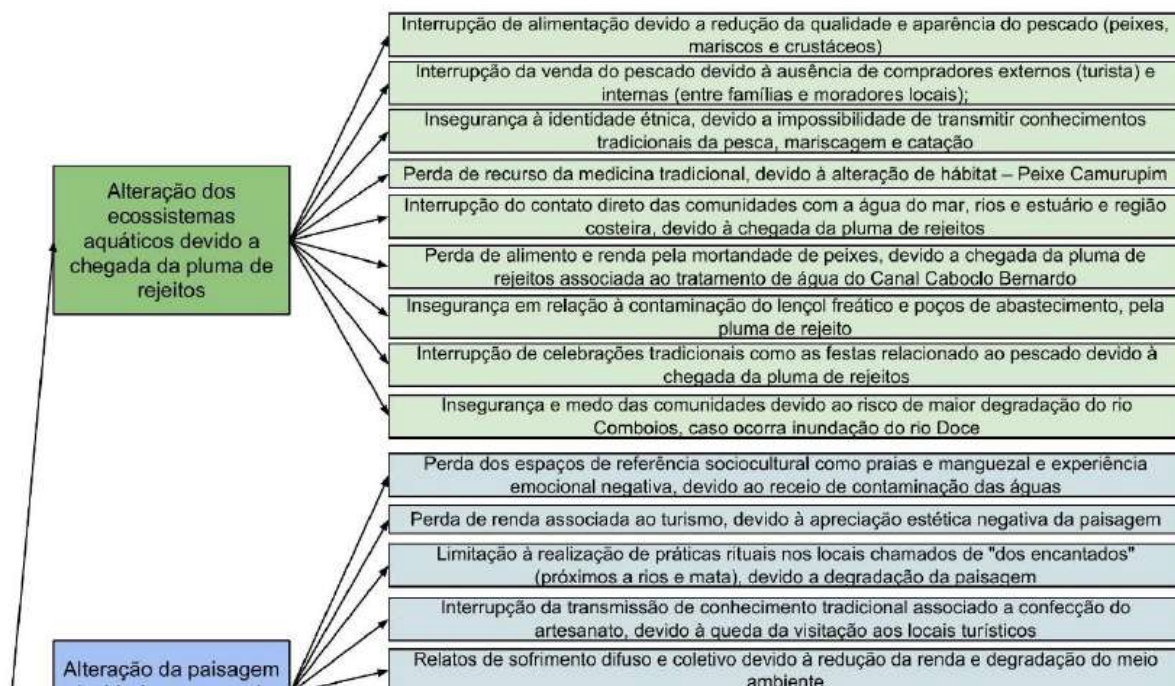 Interrupção de alimentação devido a redução da qualidade e aparência do pescado (peixes,
mariscos e crustáceos)
Interrupção da venda do pescado devido à ausência de compradores externos (turista) e
internas (entre famílias e moradores locais);
Insegurança à identidade étnica, devido a impossibilidade de transmitir conhecimentos
tradicionais da pesca, mariscagem e catação
Alteração dos
ecossistemas
aquáticos devido a
chegada da pluma de
rejeitos
Perda de recurso da medicina tradicional, devido à alteração de hábitat – Peixe Camurupim
Interrupção do contato direto das comunidades com a água do mar, rios e estuário e região
costeira, devido à chegada da pluma de rejeitos
Perda de alimento e renda pela mortandade de peixes, devido a chegada da pluma de
rejeitos associada ao tratamento de água do Canal Caboclo Bernardo
Insegurança em relação à contaminação do lençol freático e poços de abastecimento, pela
pluma de rejeito
Interrupção de celebrações tradicionais como as festas relacionado ao pescado devido à
chegada da pluma de rejeitos
Insegurança e medo das comunidades devido ao risco de maior degradação do rio
Comboios, caso ocorra inundação do rio Doce
Perda dos espaços de referência sociocultural como praias e manguezal e experiência
emocional negativa, devido ao receio de contaminação das águas
Perda de renda associada ao turismo, devido à apreciação estética negativa da paisagem
Limitação à realização de práticas rituais nos locais chamados de "dos encantados"
(próximos a rios e mata), devido a degradação da paisagem
Interrupção da transmissão de conhecimento tradicional associado a confecção do
artesanato, devido à queda da visitação aos locais turísticos
Alteração da paisagem
Relatos de sofrimento difuso e coletivo devido à redução da renda e degradação do meio
ambiente